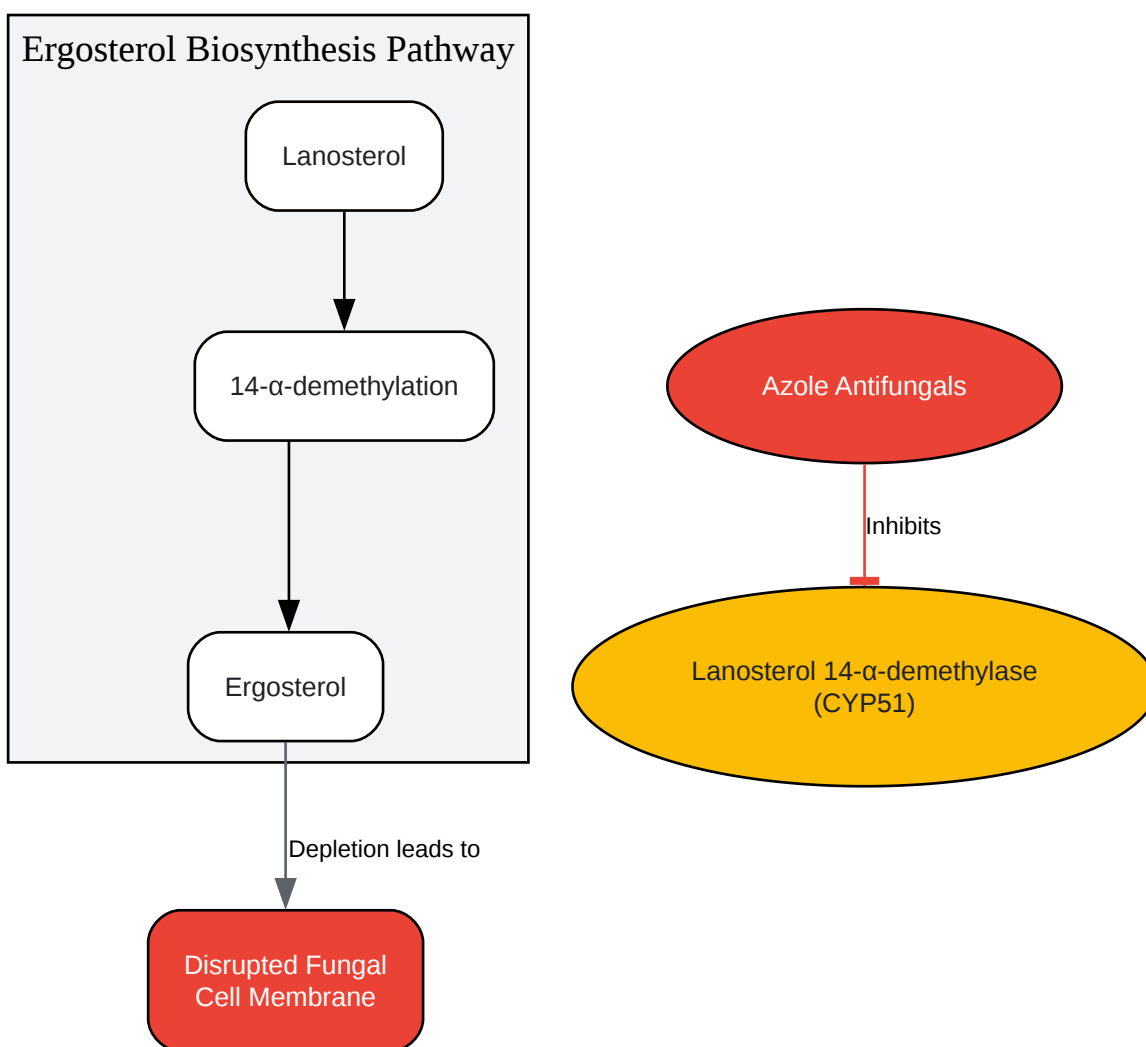 Ergosterol Biosynthesis Pathway
Lanosterol
14-α-demethylation
Azole Antifungals
Inhibits
Ergosterol
Lanosterol 14-α-demethylase
(CYP51)
Depletion leads to
Disrupted Fungal
Cell Membrane